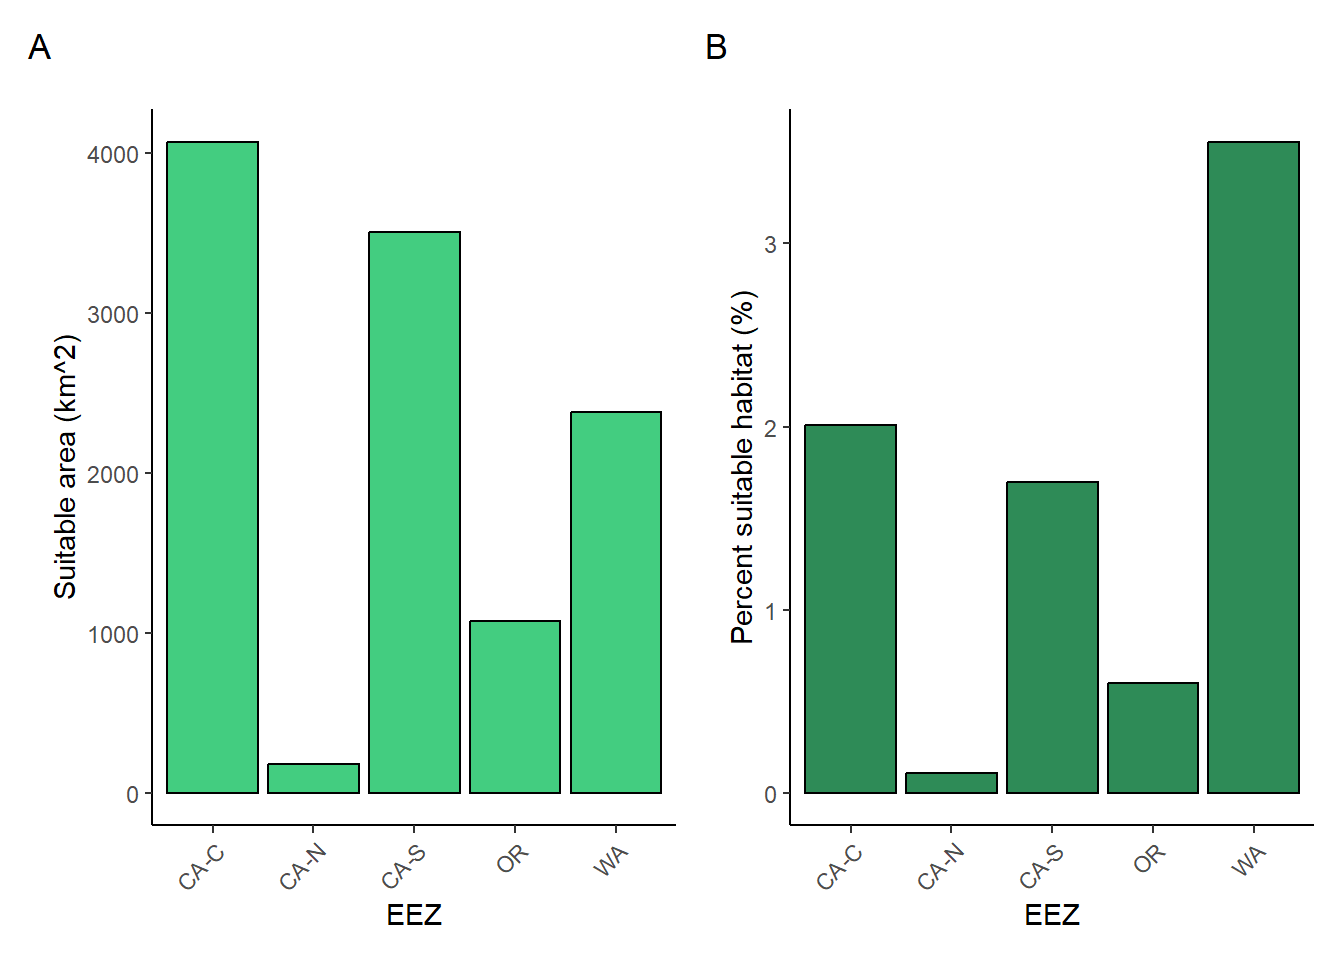 A
Suitable area (km^2)
4000
3000
2000
1000
0
CA-C
CA-N
CA-S
OR
WA
EEZ
B
Percent suitable habitat (%)
3
2
1
0
CA-C
CA-N
CA-S
OR
WA
EEZ